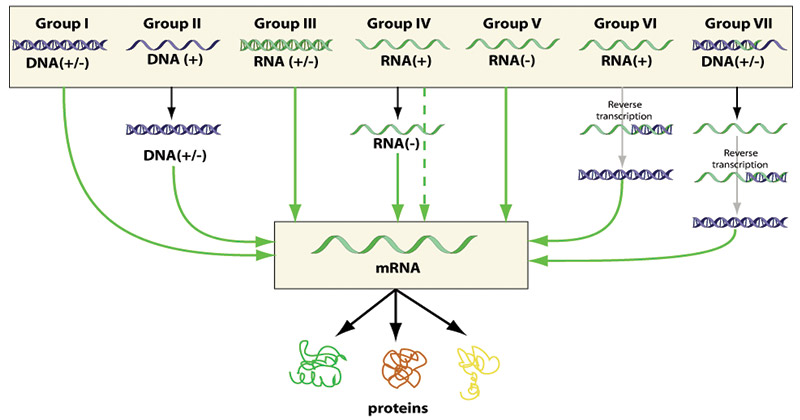 Group I
Group II
Group III
Group IV
Group V
Group VI
Group VII
DNA(+/-)
DNA (+)
RNA (+/-)
RNA(+)
RNA(-)
RNA(+)
DNA(+/-)
Reverse
transcription
DNA(+/-)
RNA(-)
Reverse
transcription
mRNA
proteins